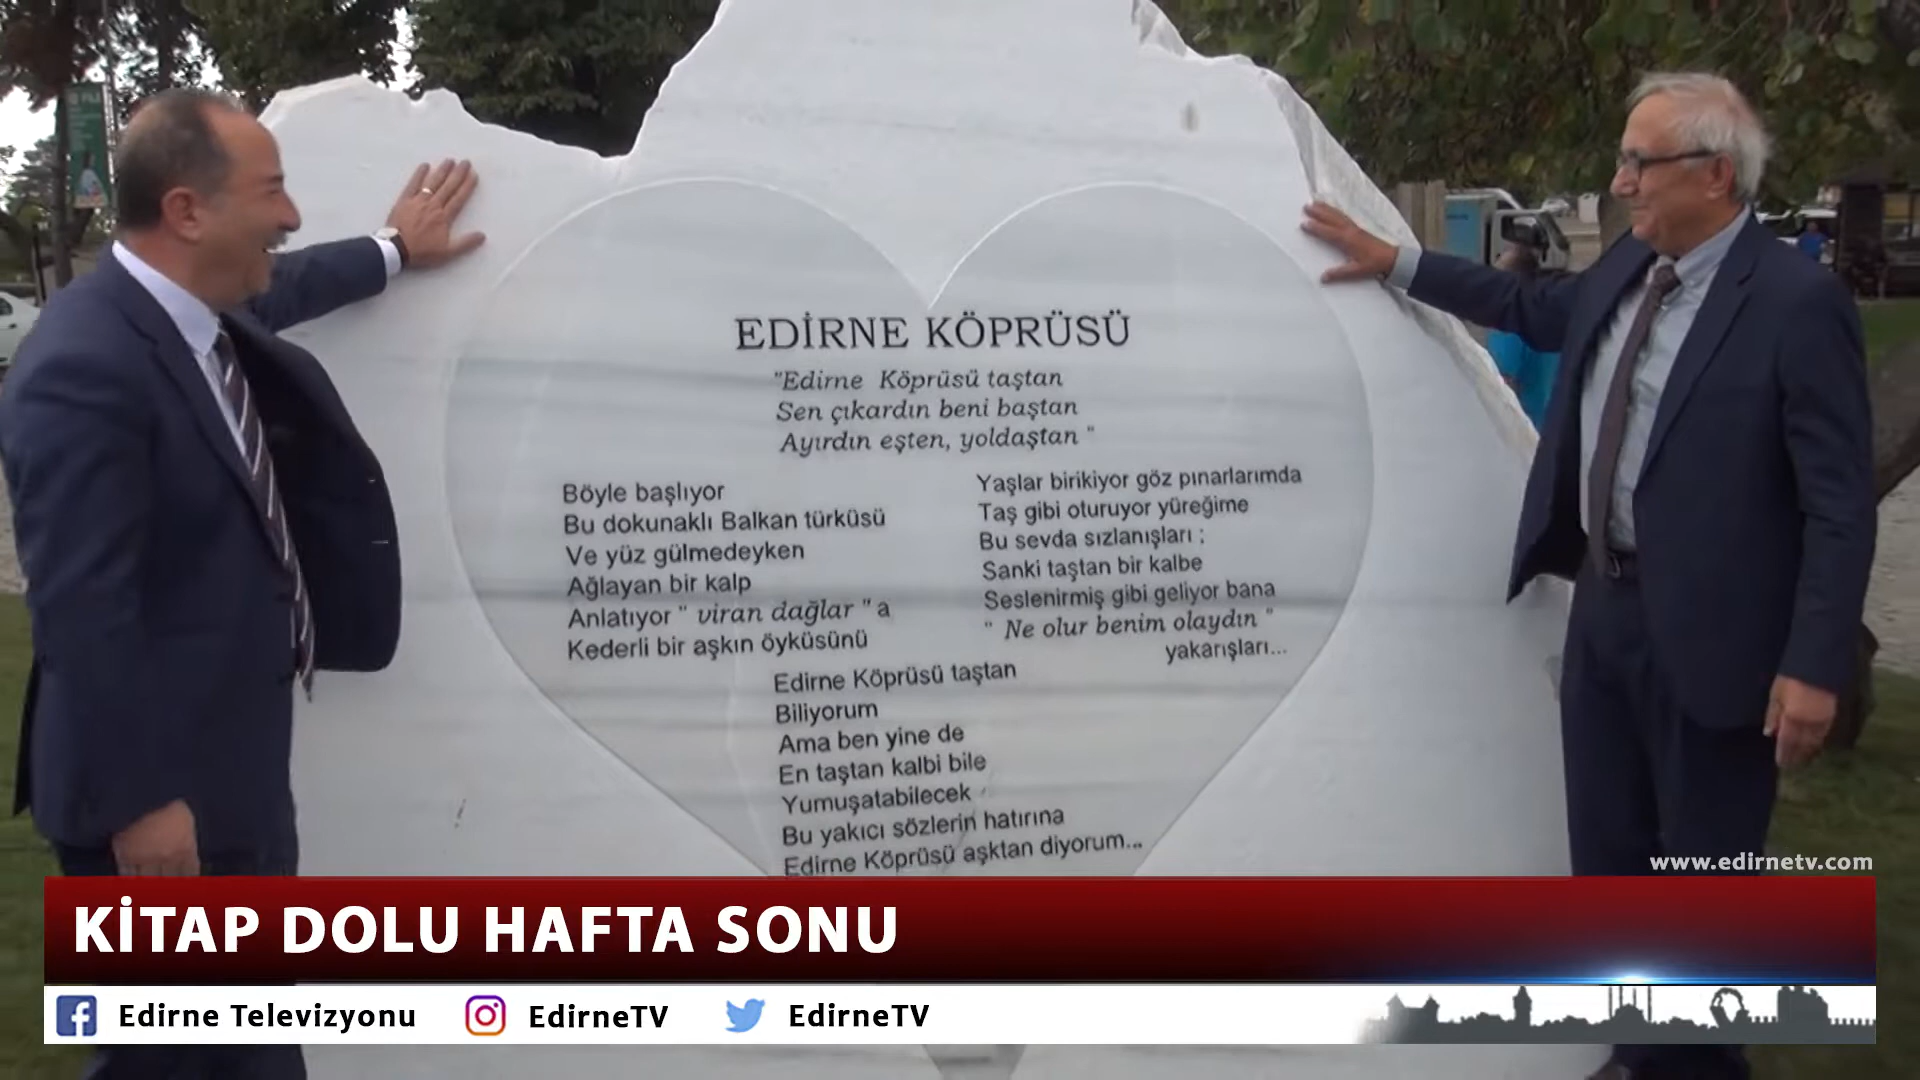 EDİRNE KÖPRÜSÜ
"Edirne Köprüsü taştan
Sen çıkardın beni baştan
Ayırdın eşten, yoldaştan "
Böyle başlıyor
Bu dokunaklı Balkan türküsü
Ve yüz gülmedeyken
Ağlayan bir kalp
Anlatıyor " viran dağlar " a
Kederli bir aşkın öyküsünü
Yaşlar birikiyor göz pınarlarımda
Taş gibi oturuyor yüreğime
Bu sevda sızlanışları ;
Sanki taştan bir kalbe
Seslenirmiş gibi geliyor bana
" Ne olur benim olaydın "
yakarışları...
Edirne Köprüsü taştan
Biliyorum
Ama ben yine de
En taştan kalbi bile
Yumuşatabilecek
Bu yakıcı sözlerin hatırına
Edirne Köprüsü aşktan diyorum...
www.edirnetv.com
KİTAP DOLU HAFTA SONU
Edirne Televizyonu
EdirneTV
EdirneTV